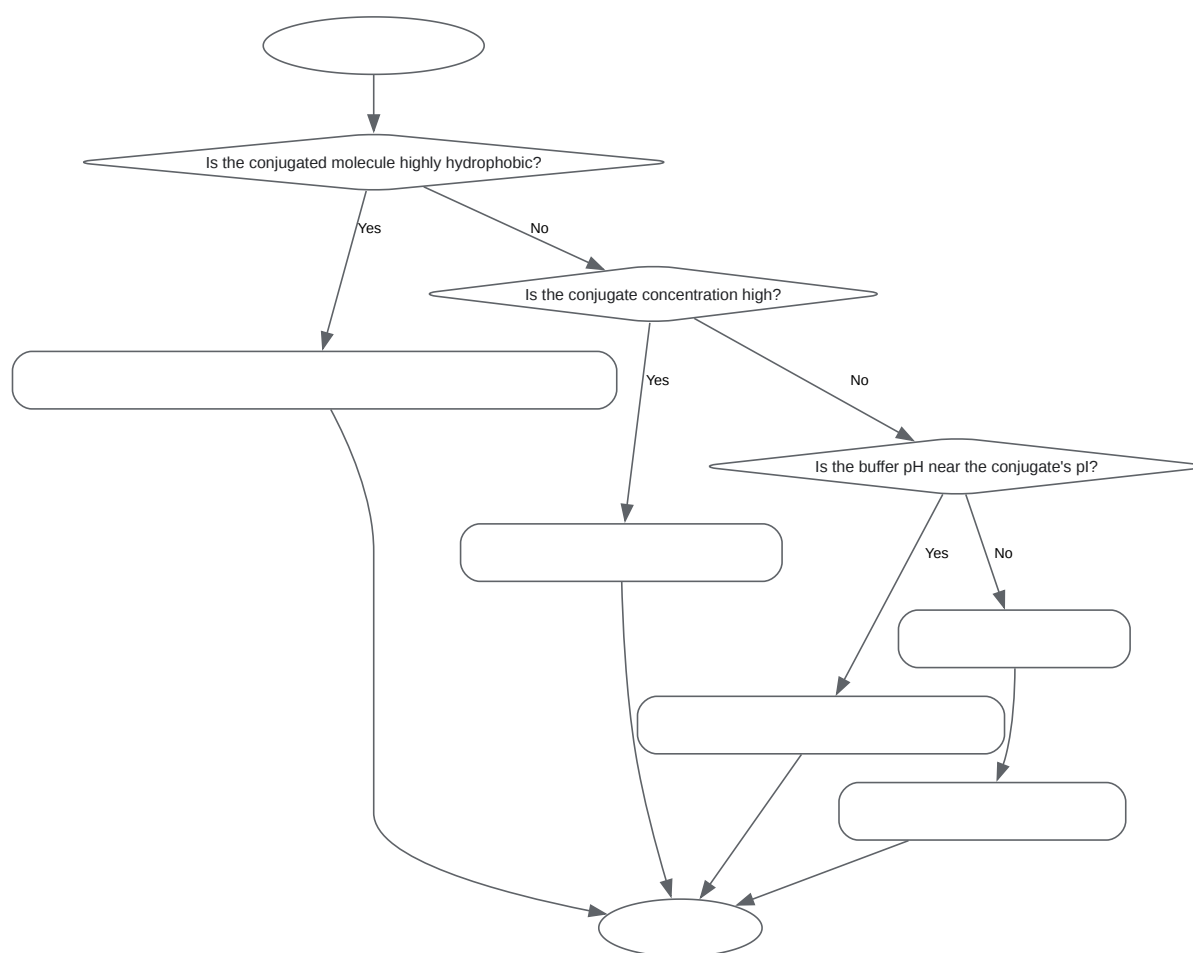 Is the conjugated molecule highly hydrophobic?
Yes
No
Is the conjugate concentration high?
Yes
No
Is the buffer pH near the conjugate's pI?
Yes
No